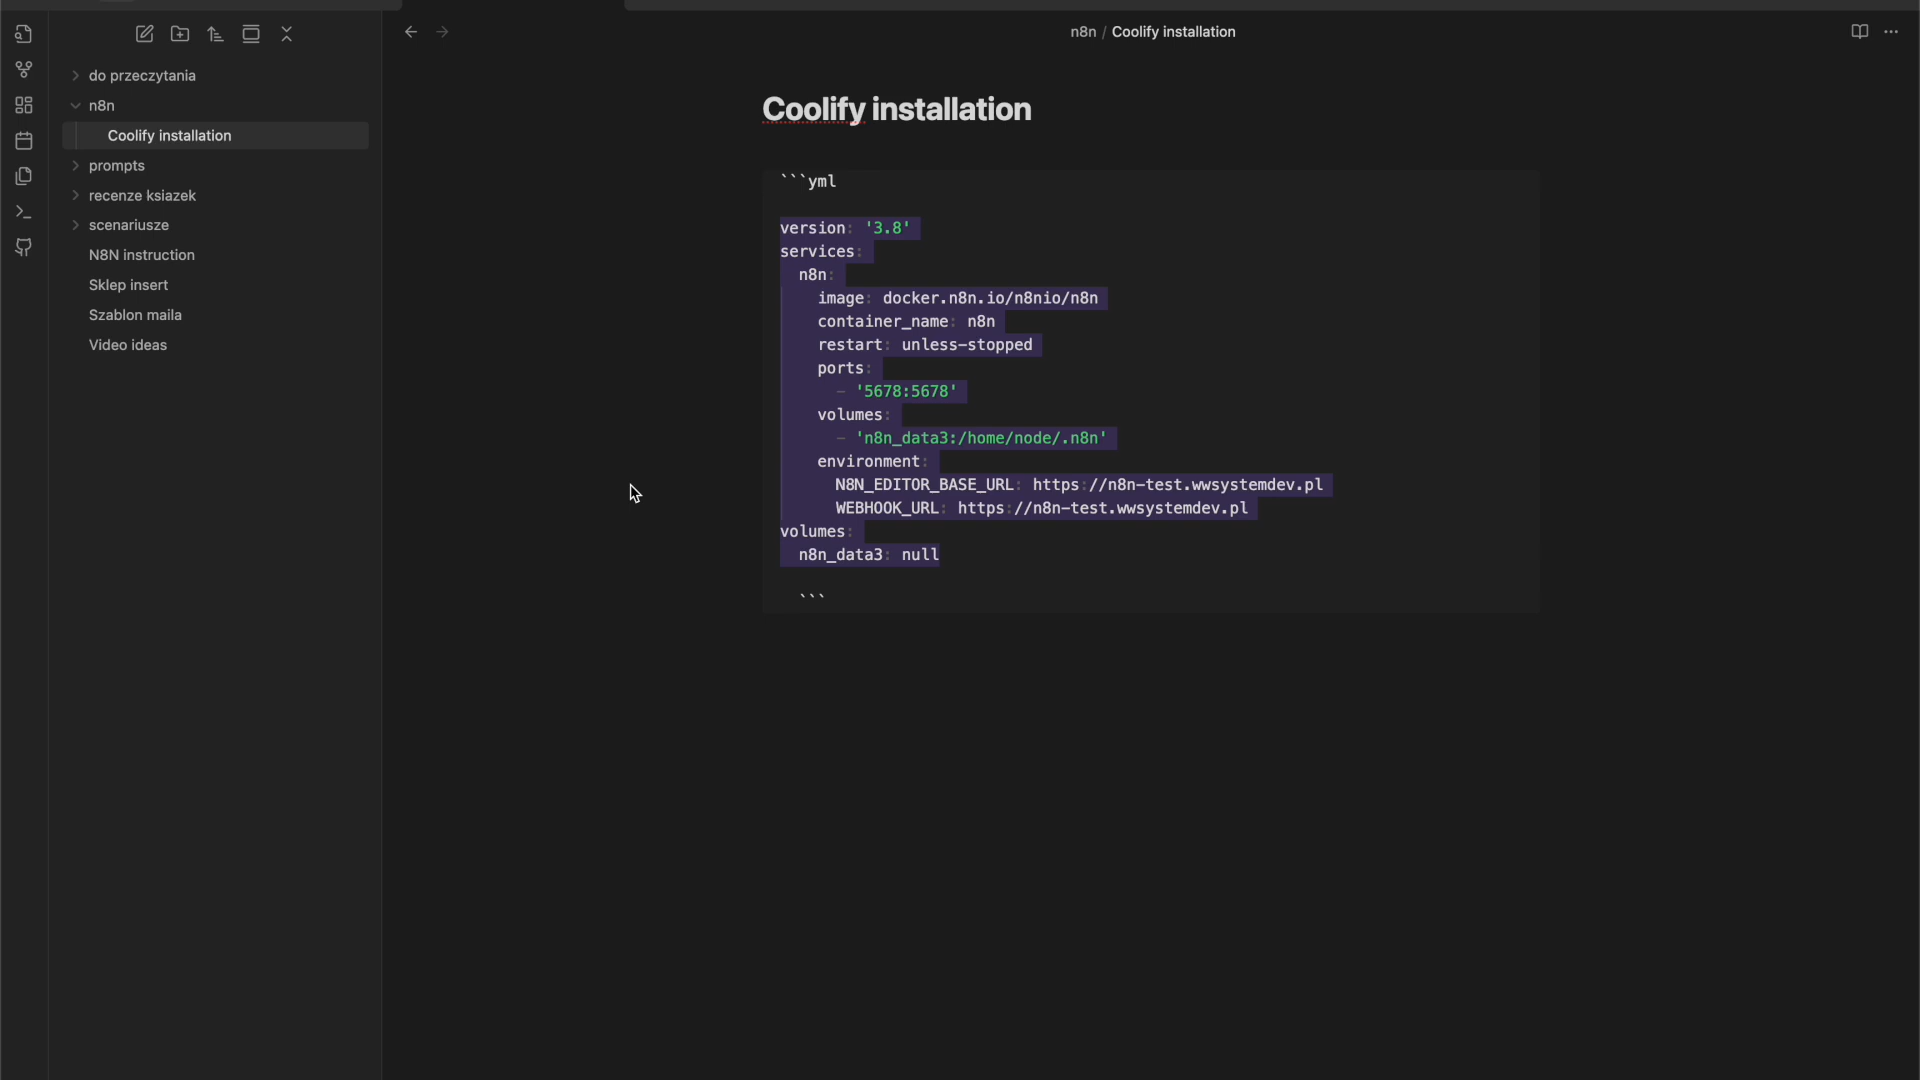 n8n / Coolify installation
do przeczytania
n8n
Coolify installation
prompts
recenze ksiazek
scenariusze
N8N instruction
Sklep insert
Szablon maila
Video ideas
Coolify installation
```yml
version: '3.8'
services:
  n8n:
    image: docker.n8n.io/n8nio/n8n
    container_name: n8n
    restart: unless-stopped
    ports:
      - '5678:5678'
    volumes:
      - 'n8n_data3:/home/node/.n8n'
    environment:
      N8N_EDITOR_BASE_URL: https://n8n-test.wwsystemdev.pl
      WEBHOOK_URL: https://n8n-test.wwsystemdev.pl
volumes:
  n8n_data3: null
  ```